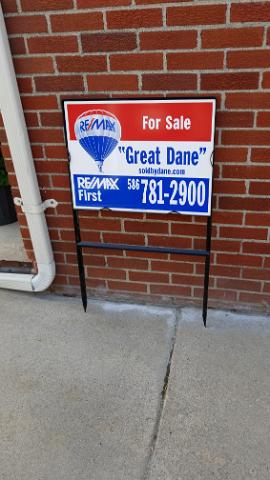 RE/MAX
For Sale
"Great Dane"
soldbydane.com
RE/MAX
First
586 781-2900